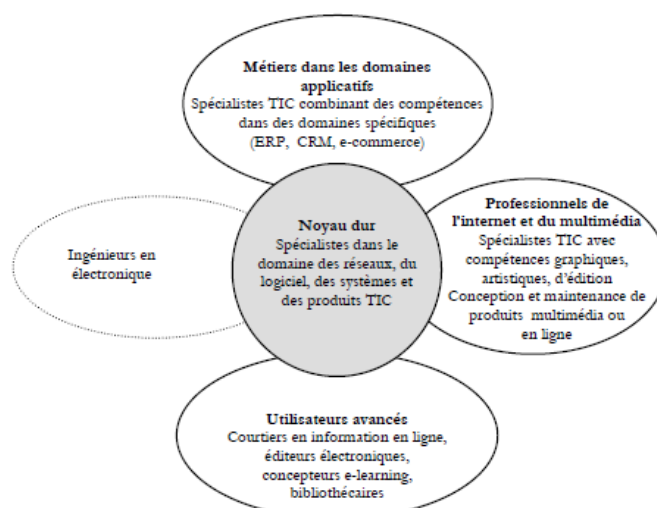 Métiers dans les domaines
applicatifs
Spécialistes TIC combinant des compétences
dans des domaines spécifiques
(ERP, CRM, e-commerce)
Ingénieurs en
électronique
Noyau dur
Spécialistes dans le
domaine des réseaux, du
logiciel, des systèmes et
des produits TIC
Professionnels de
l'internet et du multimédia
Spécialistes TIC avec
compétences graphiques,
artistiques, d'édition
Conception et maintenance de
produits multimédia ou
en ligne
Utilisateurs avancés
Courtiers en information en ligne,
éditeurs électroniques,
concepteurs e-learning,
bibliothécaires